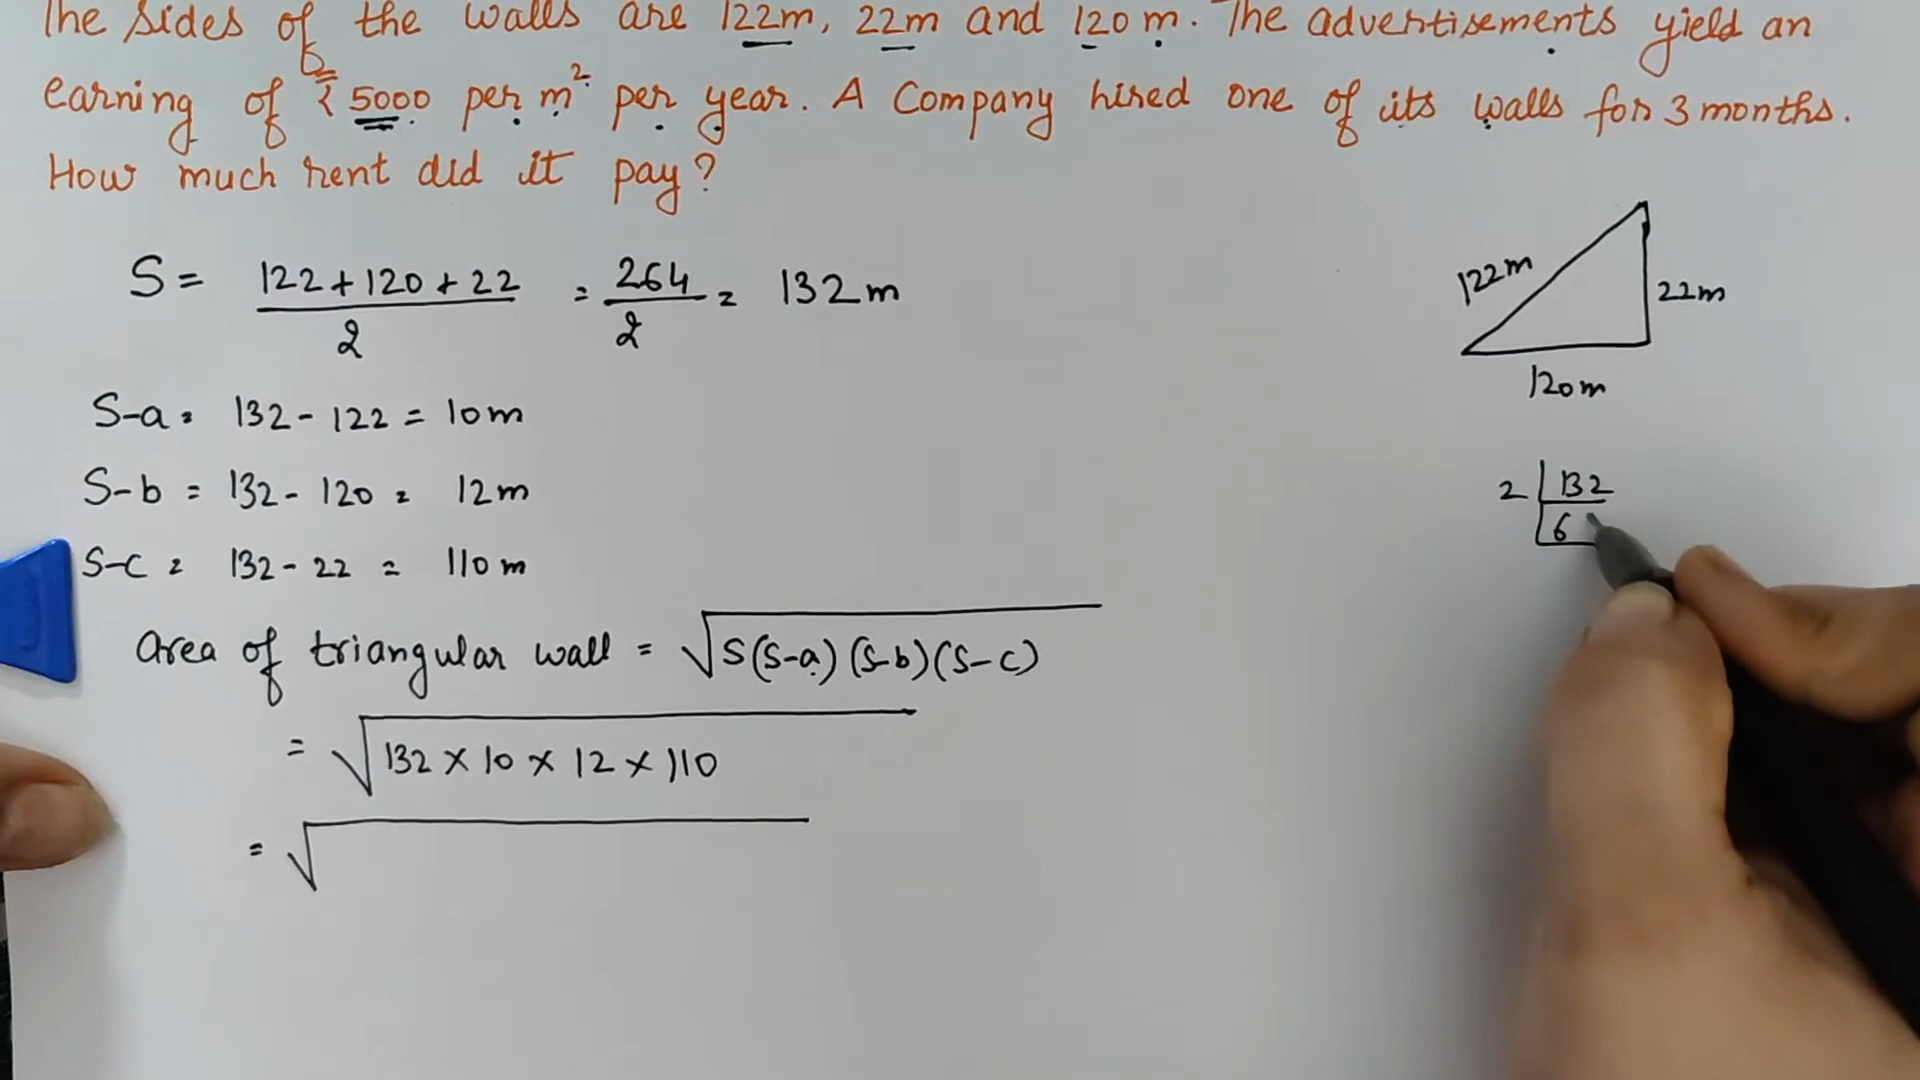 The sides of the walls are 122m, 22m and 120m. The advertisements yield an
earning of ₹5000 per m² per year. A Company hired one of its walls for 3 months.
How much rent did it pay?
S = 122+120+22 / 2 = 264 / 2 = 132m
S-a = 132 - 122 = 10m
S-b = 132 - 120 = 12m
S-c = 132 - 22 = 110m
Area of triangular wall = √S(S-a)(S-b)(S-c)
= √132 × 10 × 12 × 110
= √
122m
22m
120m
2 | 132
6